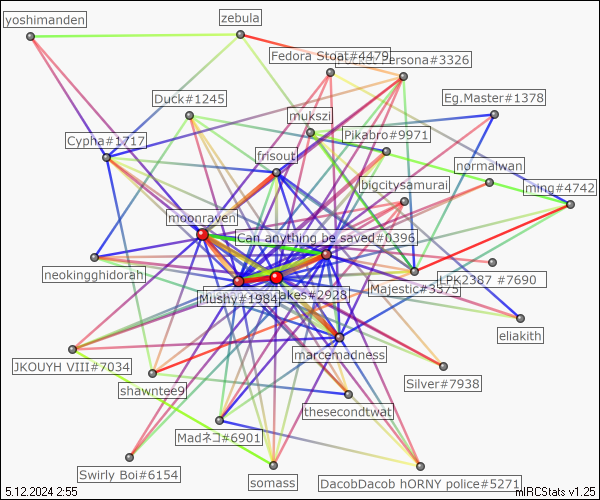 zebula
yoshimanden
Fedora Stoat#4479
Persona#3326
Duck#1245
Eg.Master#1378
mukszi
Pikabro#9971
Cypha#1717
frisout
normalwan
bigcitysamurai
ming#4742
moonraven
Can anything be saved#0396
neokingghidorah
LPK2387 #7690
Majestic#3375
Mushy#1984
akes#2928
eliakith
marcemadness
JKOUYH VIII#7034
Silver#7938
shawntee9
thesecondtwat
Madネコ#6901
Swirly Boi#6154
somass
DacobDacob hORNY police#5271
5.12.2024 2:55
mIRCStats v1.25